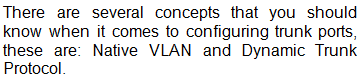 There are several concepts that you should
know when it comes to configuring trunk ports,
these are: Native VLAN and Dynamic Trunk
Protocol.